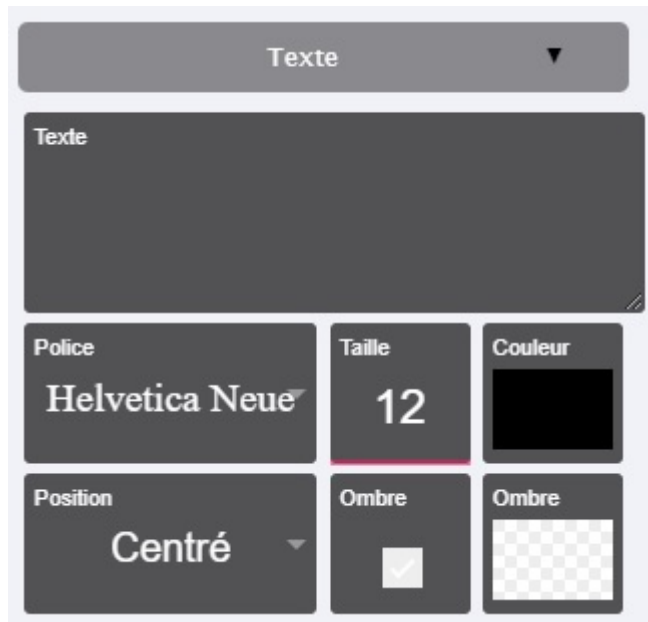 Texte ▼
Texte
Police Taille Couleur
Helvetica Neue 12
Position Ombre Ombre
Centré